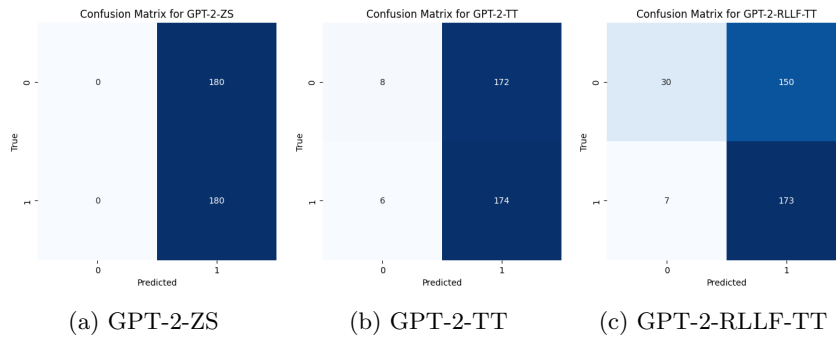 Confusion Matrix for GPT-2-ZS
0
0
180
True
1
0
180
0
1
Predicted
(a) GPT-2-ZS
Confusion Matrix for GPT-2-TT
0
8
172
True
1
6
174
0
1
Predicted
(b) GPT-2-TT
Confusion Matrix for GPT-2-RLLF-TT
0
30
150
True
1
7
173
0
1
Predicted
(c) GPT-2-RLLF-TT